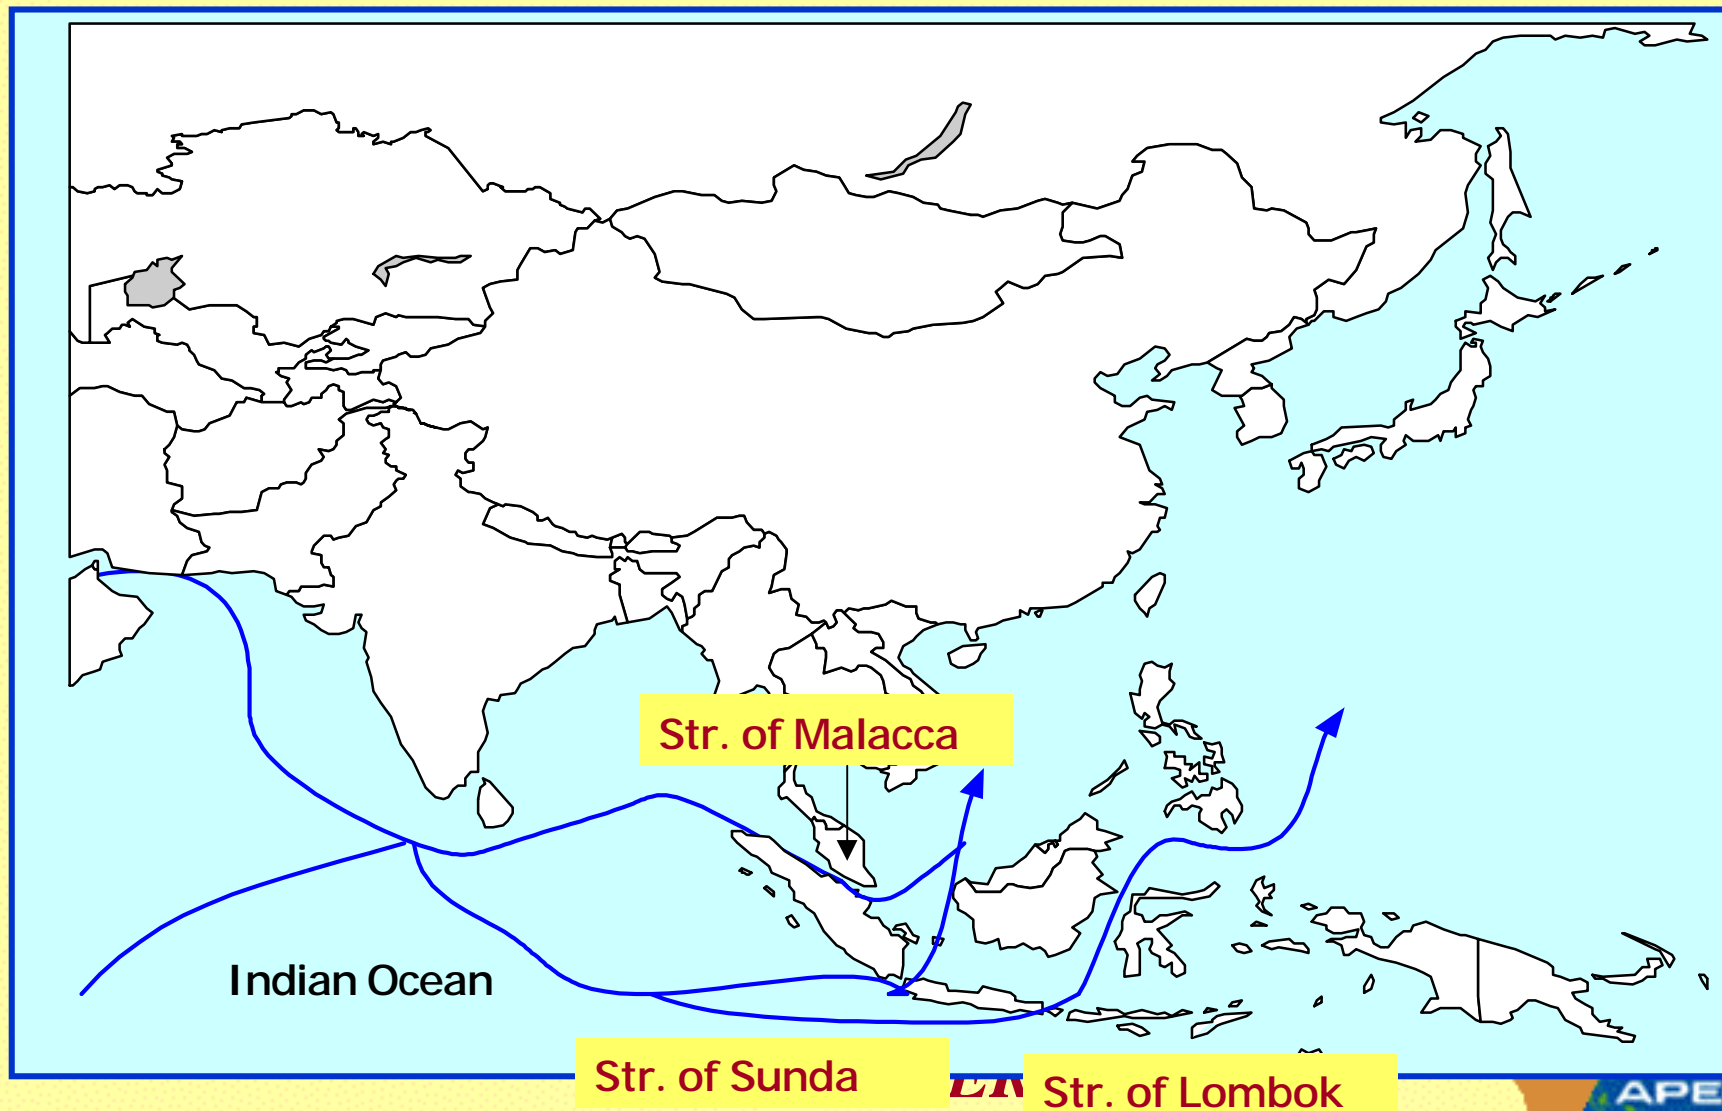 Str. of Malacca
Indian Ocean
Str. of Sunda
Str. of Lombok